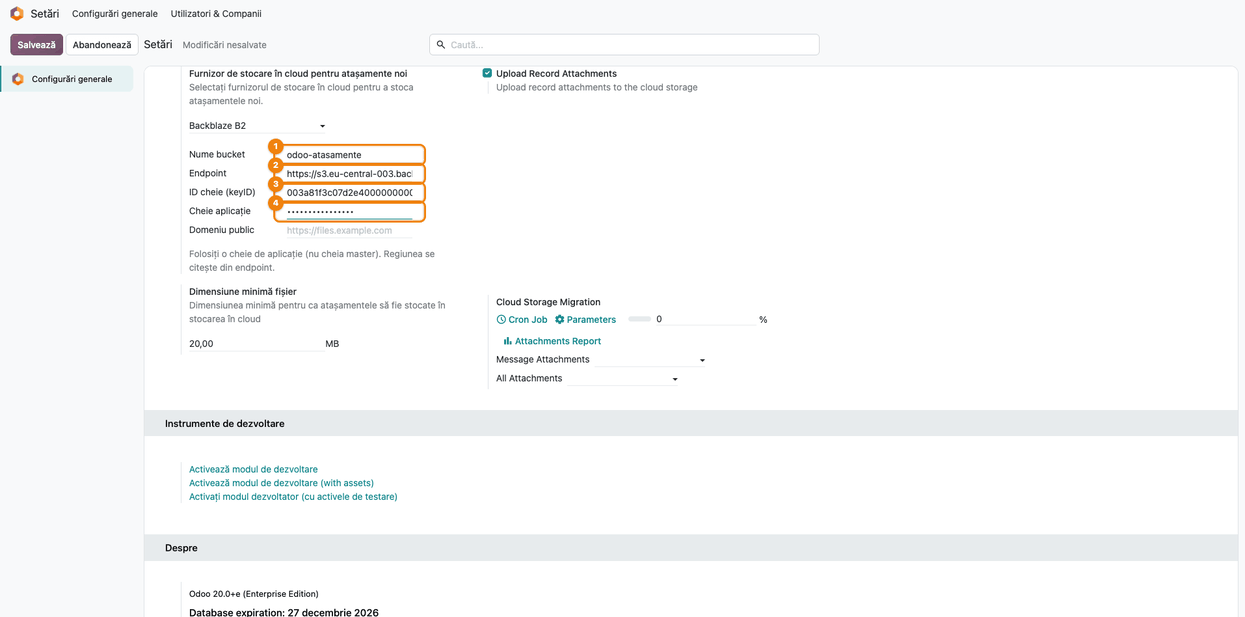 Setări Configurări generale Utilizatori & Companii
Salvează Abandonează Setări Modificări nesalvate Caută...
Configurări generale
Furnizor de stocare în cloud pentru atașamente noi
Selectați furnizorul de stocare în cloud pentru a stoca
atașamentele noi.
Upload Record Attachments
Upload record attachments to the cloud storage
Backblaze B2
1
Nume bucket odoo-atasamente
2
Endpoint https://s3.eu-central-003.bac
3
ID cheie (keyID) 003a81f3c07d2e4000000000
4
Cheie aplicație ••••••••••••••••
Domeniu public https://files.example.com
Folosiți o cheie de aplicație (nu cheia master). Regiunea se
citește din endpoint.
Dimensiune minimă fișier
Dimensiunea minimă pentru ca atașamentele să fie stocate în
stocarea în cloud
20,00 MB
Cloud Storage Migration
Cron Job Parameters 0 %
Attachments Report
Message Attachments
All Attachments
Instrumente de dezvoltare
Activează modul de dezvoltare
Activează modul de dezvoltare (with assets)
Activați modul dezvoltator (cu activele de testare)
Despre
Odoo 20.0+e (Enterprise Edition)
Database expiration: 27 decembrie 2026